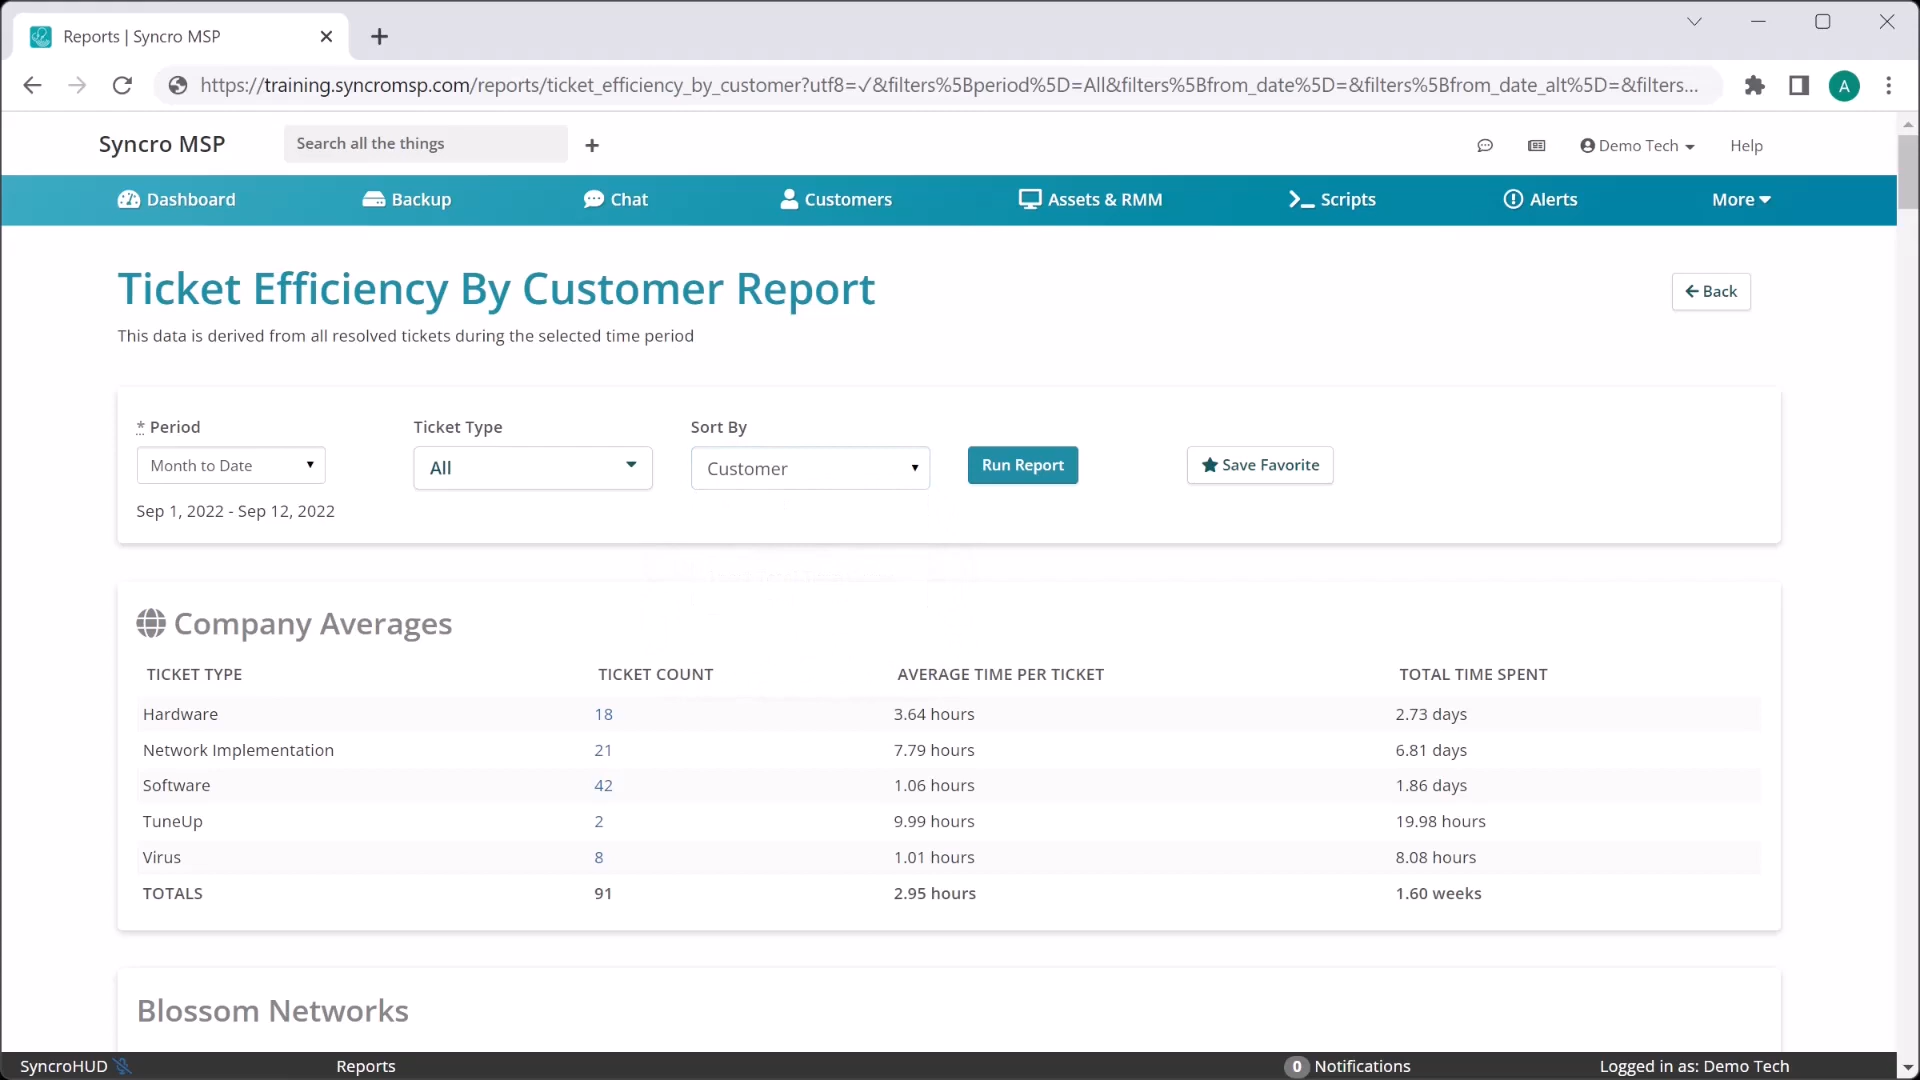 Reports | Syncro MSP
https://training.syncromsp.com/reports/ticket_efficiency_by_customer?utf8=✓&filters%5Bperiod%5D=All&filters%5Bfrom_date%5D=&filters%5Bfrom_date_alt%5D=&filters...
A
Syncro MSP
Search all the things
+
Demo Tech
Help
Dashboard
Backup
Chat
Customers
Assets & RMM
Scripts
Alerts
More
Ticket Efficiency By Customer Report
Back
This data is derived from all resolved tickets during the selected time period
* Period
Ticket Type
Sort By
Month to Date
All
Customer
Run Report
Save Favorite
Sep 1, 2022 - Sep 12, 2022
Company Averages
TICKET TYPE TICKET COUNT AVERAGE TIME PER TICKET TOTAL TIME SPENT
Hardware 18 3.64 hours 2.73 days
Network Implementation 21 7.79 hours 6.81 days
Software 42 1.06 hours 1.86 days
TuneUp 2 9.99 hours 19.98 hours
Virus 8 1.01 hours 8.08 hours
TOTALS 91 2.95 hours 1.60 weeks
Blossom Networks
SyncroHUD
Reports
0 Notifications
Logged in as: Demo Tech